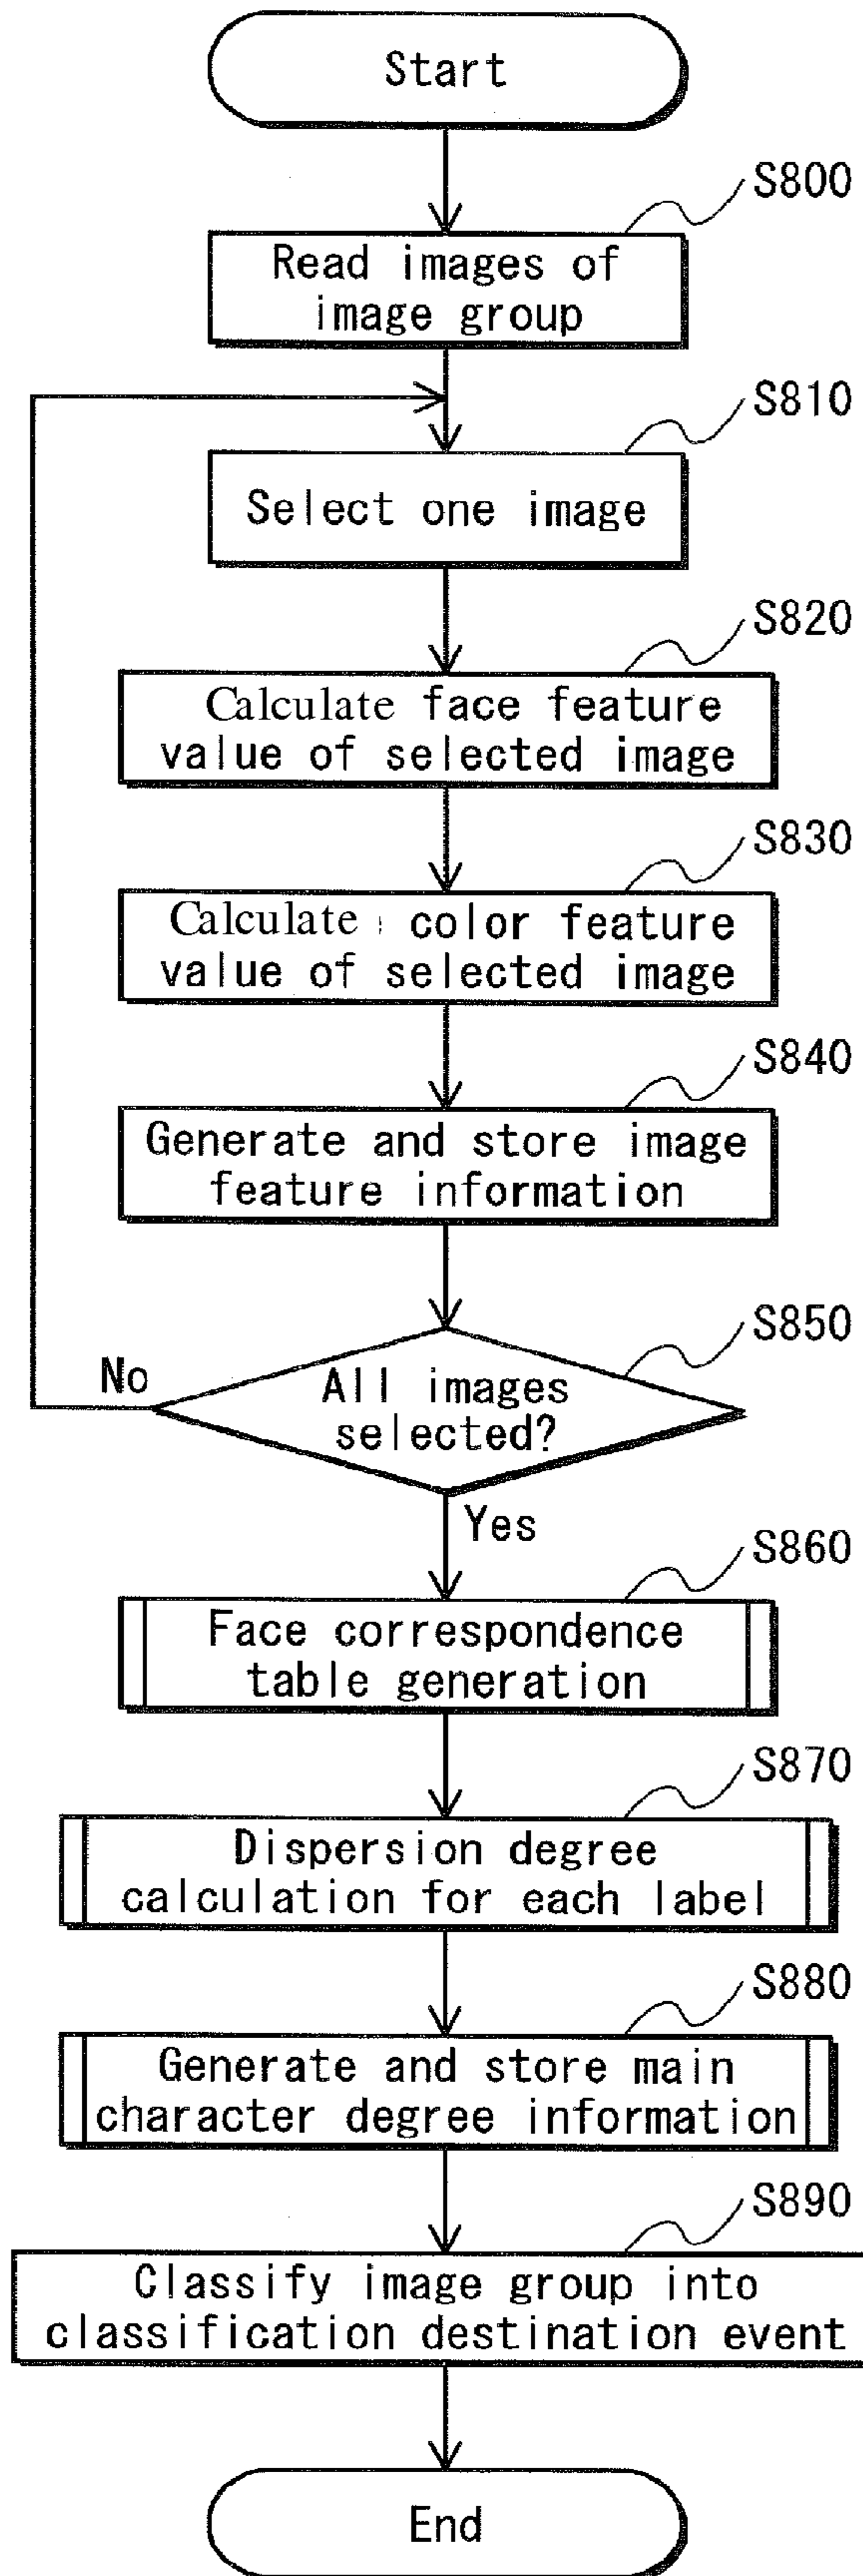 Start
S800
Read images of
image group
S810
Select one image
S820
Calculate face feature
value of selected image
S830
Calculate color feature
value of selected image
S840
Generate and store image
feature information
S850
No
All images
selected?
Yes
S860
Face correspondence
table generation
S870
Dispersion degree
calculation for each label
S880
Generate and store main
character degree information
S890
Classify image group into
classification destination event
End